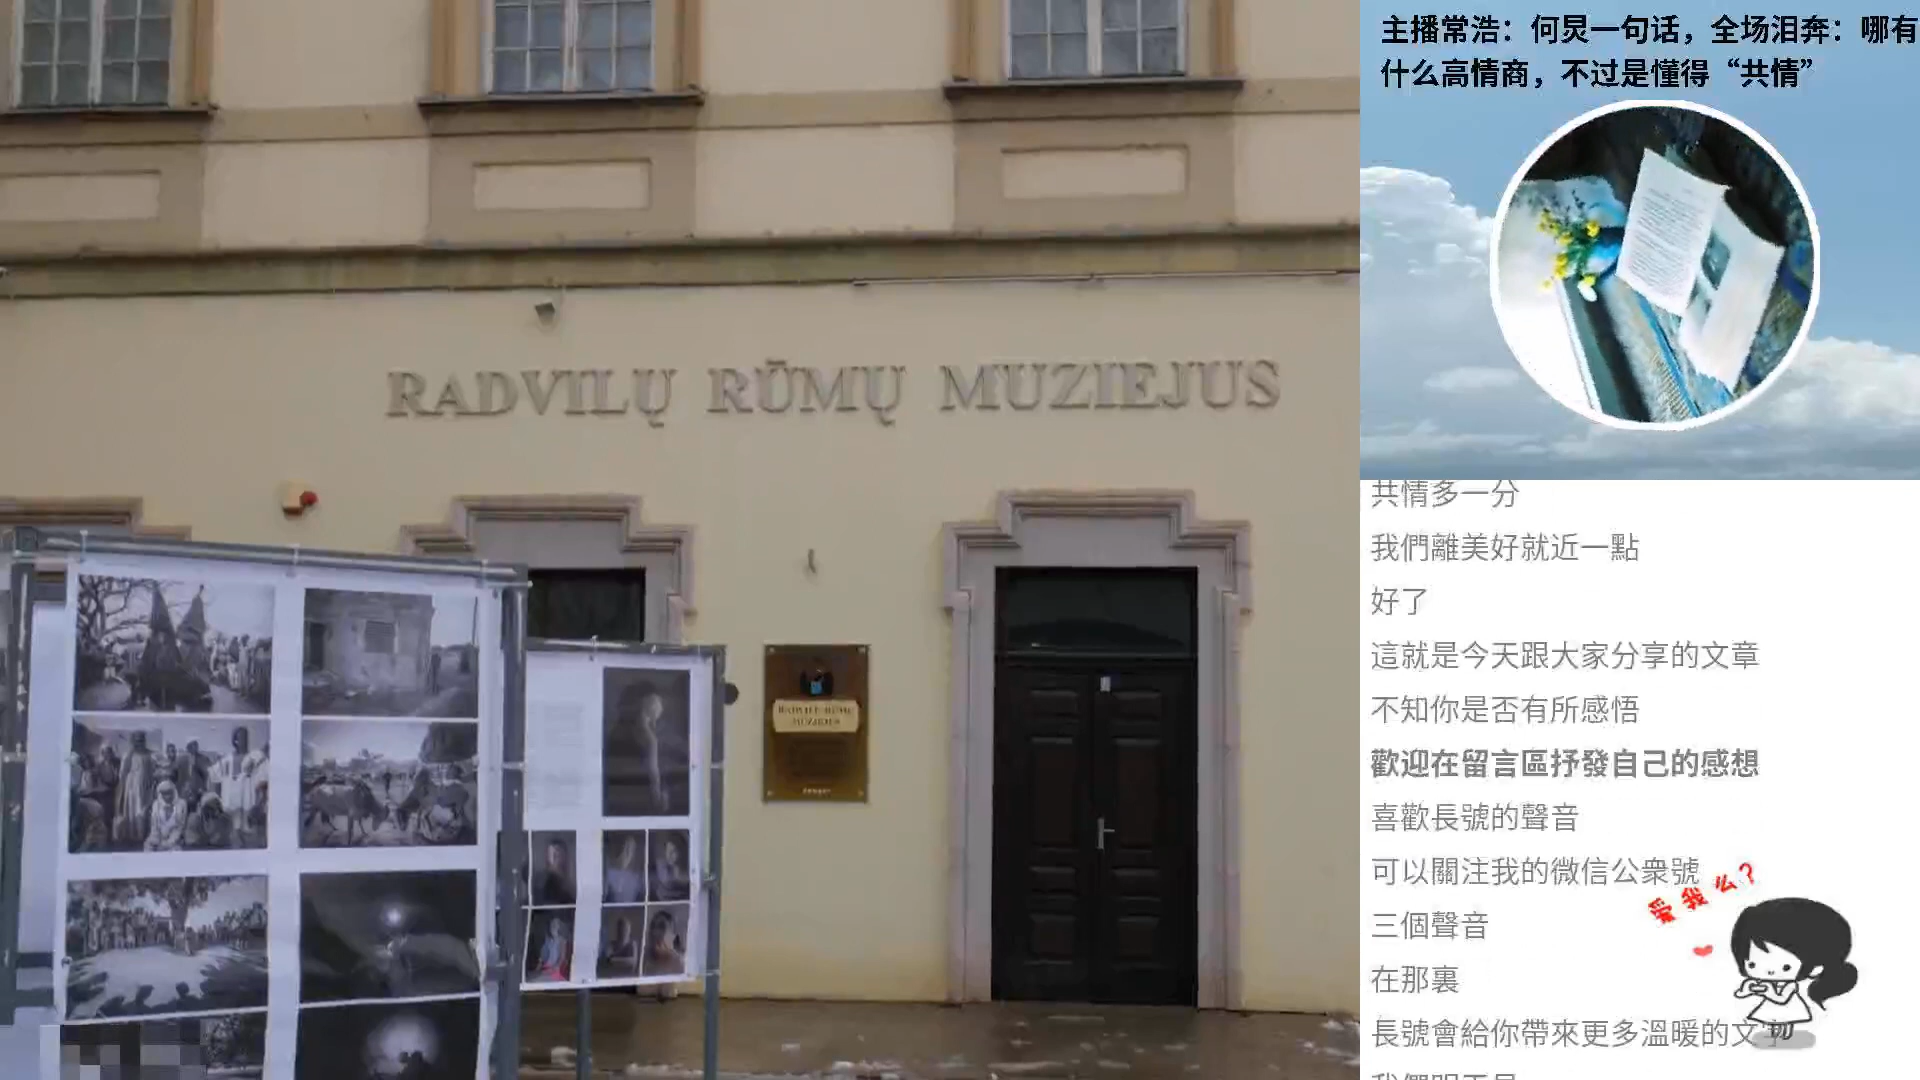 RADVILŲ RŪMŲ MUZIEJUS
RADVILŲ RŪMŲ
MUZIEJUS
主播常浩：何炅一句话，全场泪奔：哪有
什么高情商，不过是懂得“共情”
共情多一分
我們離美好就近一點
好了
這就是今天跟大家分享的文章
不知你是否有所感悟
歡迎在留言區抒發自己的感想
喜歡長號的聲音
可以關注我的微信公衆號
爱我么？
三個聲音
在那裏
長號會給你帶來更多溫暖的文字